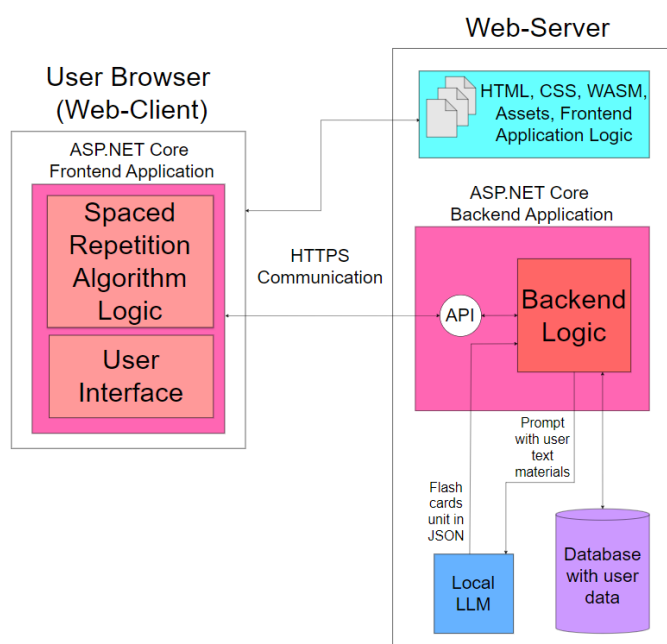 Web-Server
User Browser
(Web-Client)
HTML, CSS, WASM,
Assets, Frontend
Application Logic
ASP.NET Core
Frontend Application
Spaced
Repetition
Algorithm
Logic
User
Interface
HTTPS
Communication
ASP.NET Core
Backend Application
API
Backend
Logic
Prompt
with user
text
materials
Flash
cards
unit in
JSON
Local
LLM
Database
with user
data